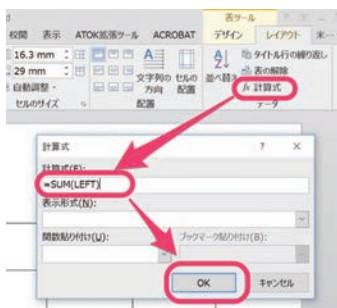 表ツール
校閲 表示 ATOK拡張ツール ACROBAT デザイン レイアウト
16.3 mm
29 mm
自動調整
セルのサイズ
文字列の方向
セルの配置
配置
並べ替え
タイトル行の繰り返し
表の解除
fx 計算式
データ
計算式 ? ×
計算式(F):
=SUM(LEFT)
表示形式(N):
関数貼り付け(U): ブックマーク貼り付け(B):
OK キャンセル